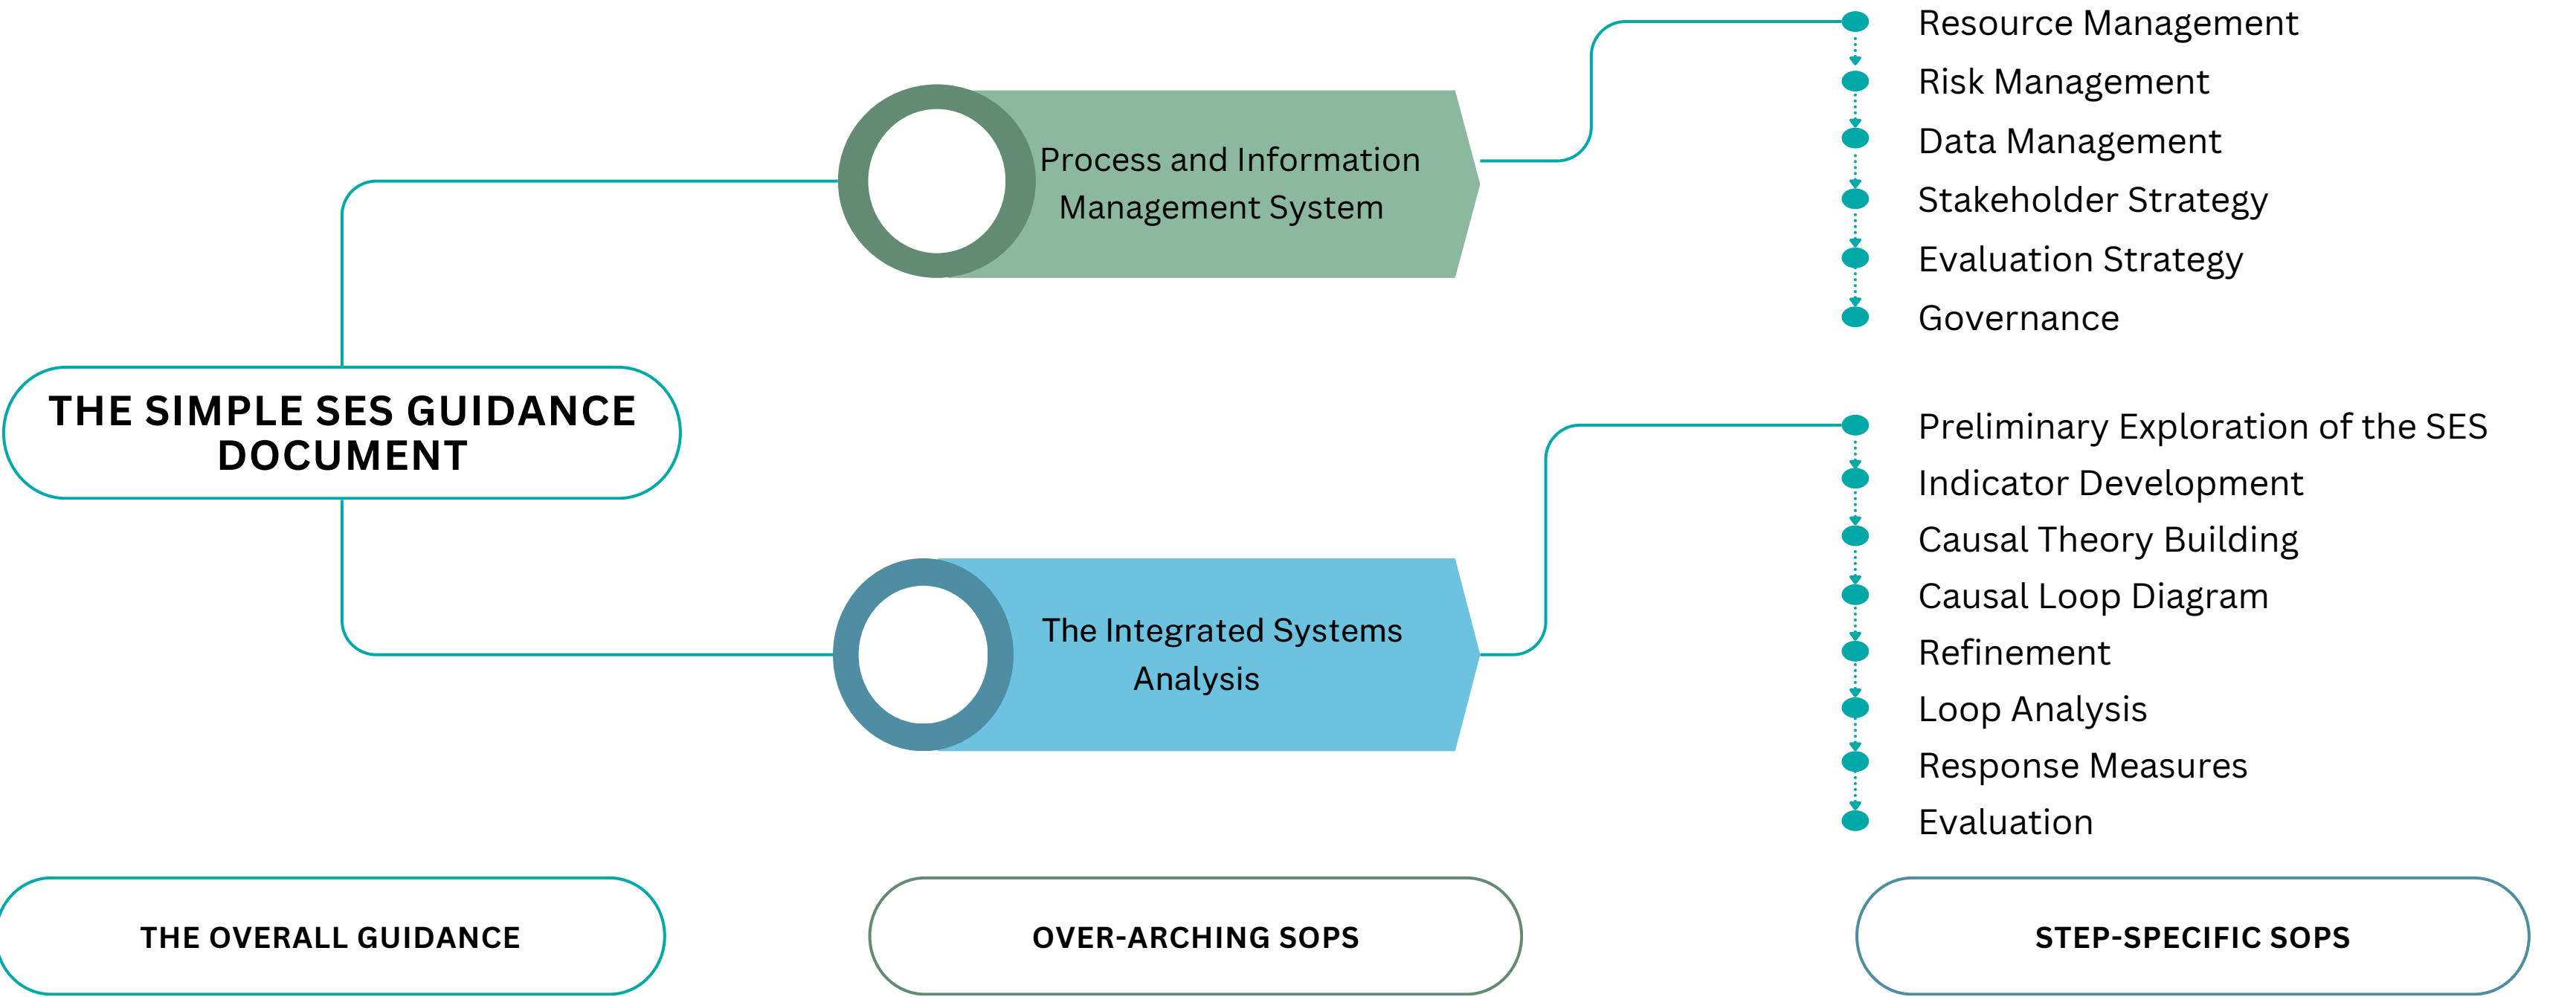 THE SIMPLE SES GUIDANCE
DOCUMENT
Process and Information
Management System
Resource Management
Risk Management
Data Management
Stakeholder Strategy
Evaluation Strategy
Governance
The Integrated Systems
Analysis
Preliminary Exploration of the SES
Indicator Development
Causal Theory Building
Causal Loop Diagram
Refinement
Loop Analysis
Response Measures
Evaluation
THE OVERALL GUIDANCE
OVER-ARCHING SOPS
STEP-SPECIFIC SOPS